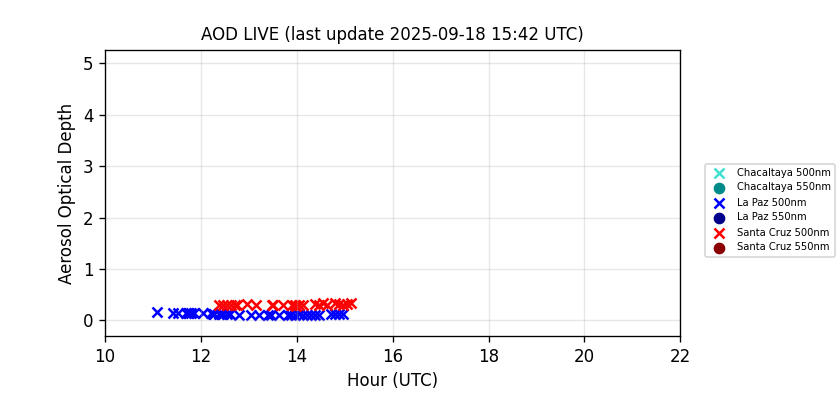 AOD LIVE (last update 2025-09-18 15:42 UTC)
Aerosol Optical Depth
5
4
3
2
1
0
10 12 14 16 18 20 22
Hour (UTC)
Chacaltaya 500nm
Chacaltaya 550nm
La Paz 500nm
La Paz 550nm
Santa Cruz 500nm
Santa Cruz 550nm